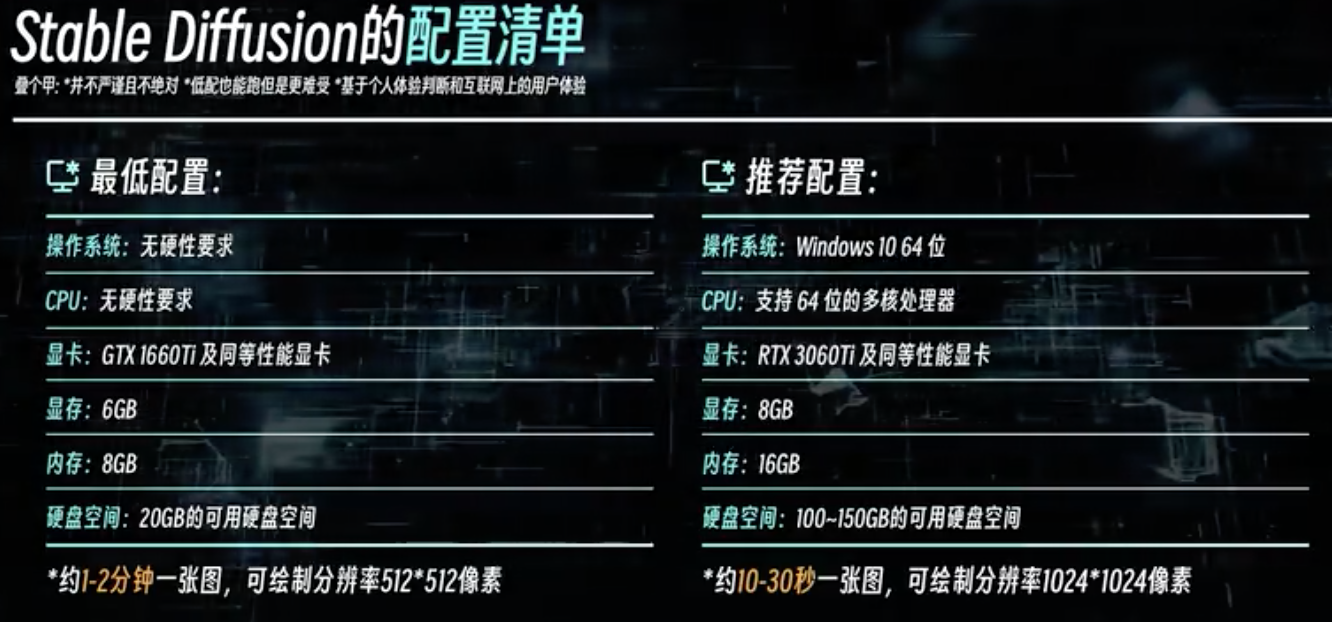 Stable Diffusion的配置清单
叠个甲: *并不严谨且不绝对 *低配也能跑但是更难受 *基于个人体验判断和互联网上的用户体验
最低配置：
操作系统：无硬性要求
CPU：无硬性要求
显卡：GTX 1660Ti 及同等性能显卡
显存：6GB
内存：8GB
硬盘空间：20GB的可用硬盘空间
*约1-2分钟一张图，可绘制分辨率512*512像素
推荐配置：
操作系统：Windows 10 64 位
CPU：支持 64 位的多核处理器
显卡：RTX 3060Ti 及同等性能显卡
显存：8GB
内存：16GB
硬盘空间：100~150GB的可用硬盘空间
*约10-30秒一张图，可绘制分辨率1024*1024像素